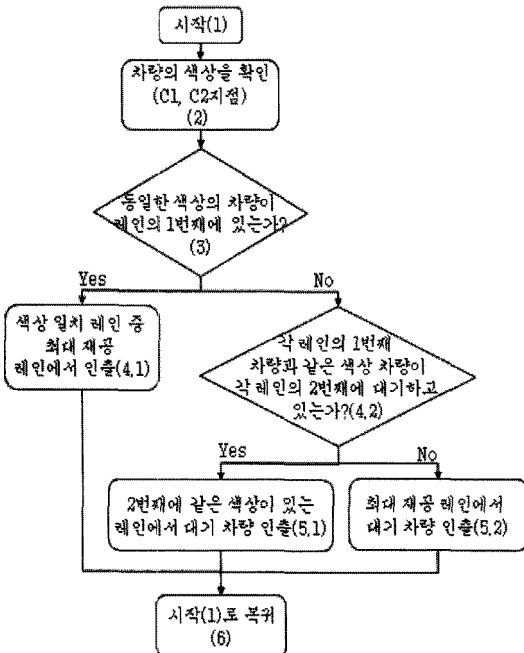 시작(1)
차량의 색상을 확인
(C1, C2지점)
(2)
동일한 색상의 차량이
레인의 1번째에 있는가?
(3)
Yes
No
색상 일치 레인 중
최대 재공
레인에서 인출(4,1)
각 레인의 1번째
차량과 같은 색상 차량이
각 레인의 2번째에 대기하고
있는가?(4,2)
Yes
No
2번째에 같은 색상이 있는
레인에서 대기 차량 인출(5,1)
최대 재공 레인에서
대기 차량 인출(5,2)
시작(1)로 복귀
(6)